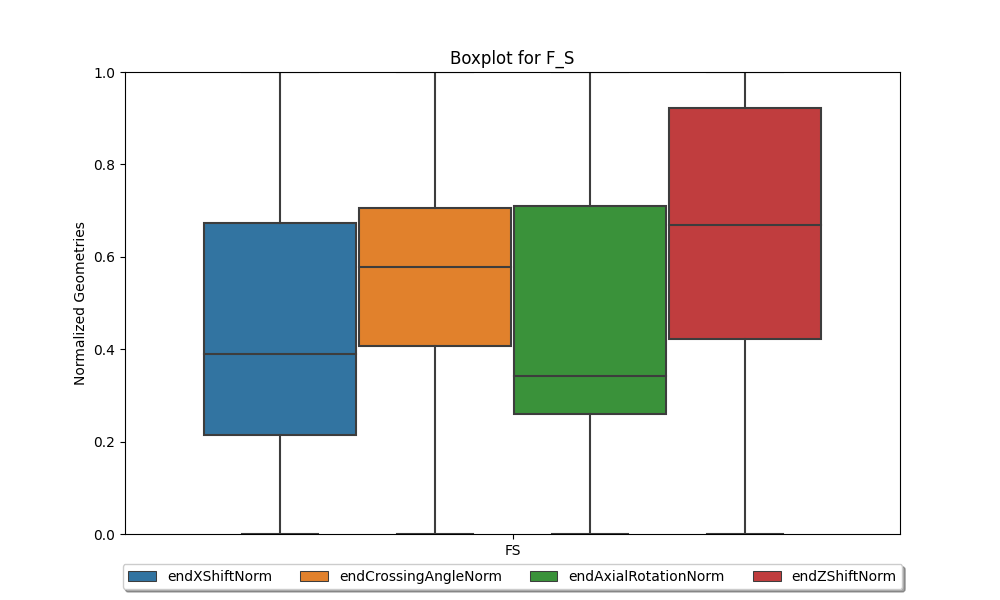 Boxplot for F_S
1.0
0.8
0.6
0.4
0.2
0.0
Normalized Geometries
FS
endXShiftNorm endCrossingAngleNorm endAxialRotationNorm endZShiftNorm